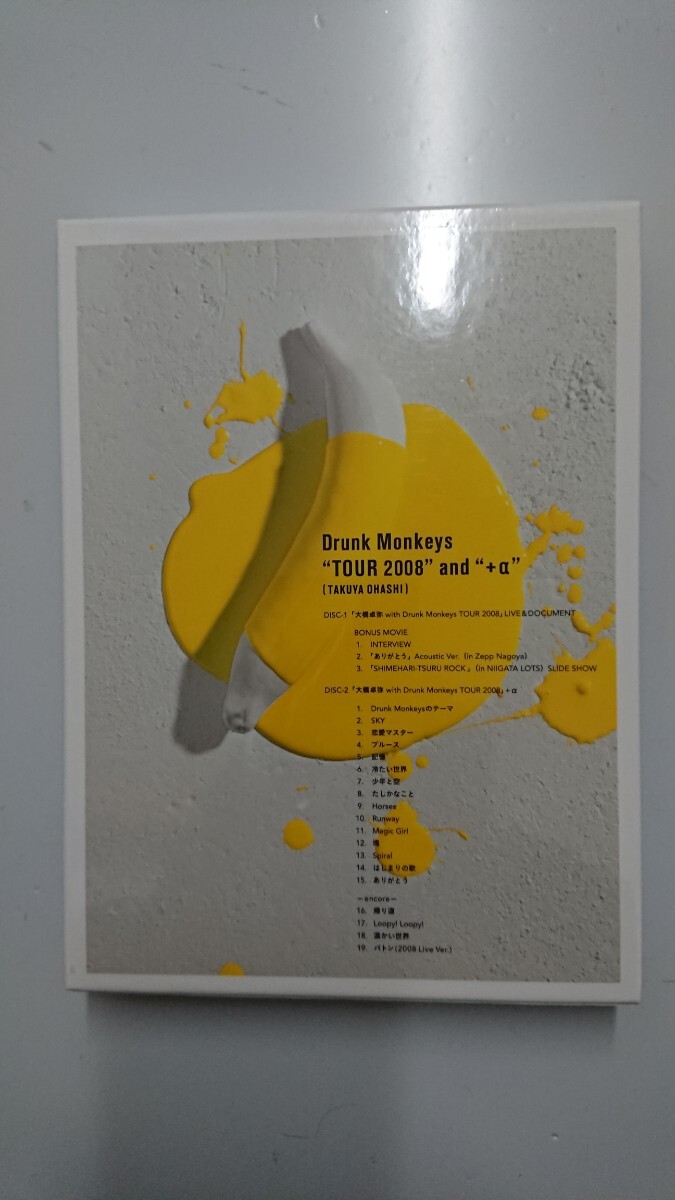 Drunk Monkeys
“TOUR 2008” and “+α”
(TAKUYA OHASHI)
DISC-1「大橋卓弥 with Drunk Monkeys TOUR 2008」LIVE&DOCUMENT
BONUS MOVIE
1. INTERVIEW
2. 「ありがとう」Acoustic Ver.（in Zepp Nagoya）
3. 「SHIMEHARI-TSURU ROCK」（in NIIGATA LOTS）SLIDE SHOW
DISC-2「大橋卓弥 with Drunk Monkeys TOUR 2008」+α
1. Drunk Monkeysのテーマ
2. SKY
3. 恋愛マスター
4. ブルース
5. 記憶
6. 冷たい世界
7. 少年と空
8. たしかなこと
9. Horses
10. Runway
11. Magic Girl
12.
13. Spiral
14. はじまりの歌
15. ありがとう
—encore—
16. 帰り道
17. Loopy! Loopy!
18. 温かい世界
19. バトン(2008 Live Ver.)